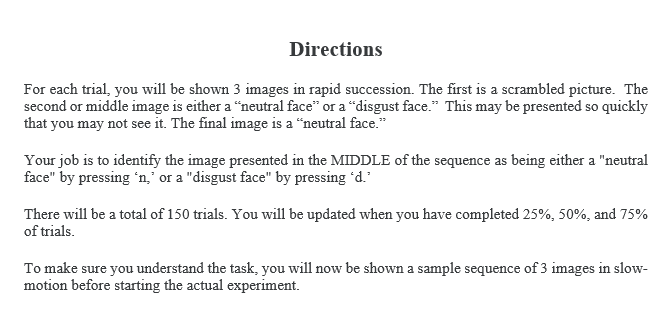 Directions
For each trial, you will be shown 3 images in rapid succession. The first is a scrambled picture.  The
second or middle image is either a “neutral face” or a “disgust face.”  This may be presented so quickly
that you may not see it. The final image is a “neutral face.”
Your job is to identify the image presented in the MIDDLE of the sequence as being either a "neutral
face" by pressing ‘n,’ or a "disgust face" by pressing ‘d.’
There will be a total of 150 trials. You will be updated when you have completed 25%, 50%, and 75%
of trials.
To make sure you understand the task, you will now be shown a sample sequence of 3 images in slow-
motion before starting the actual experiment.